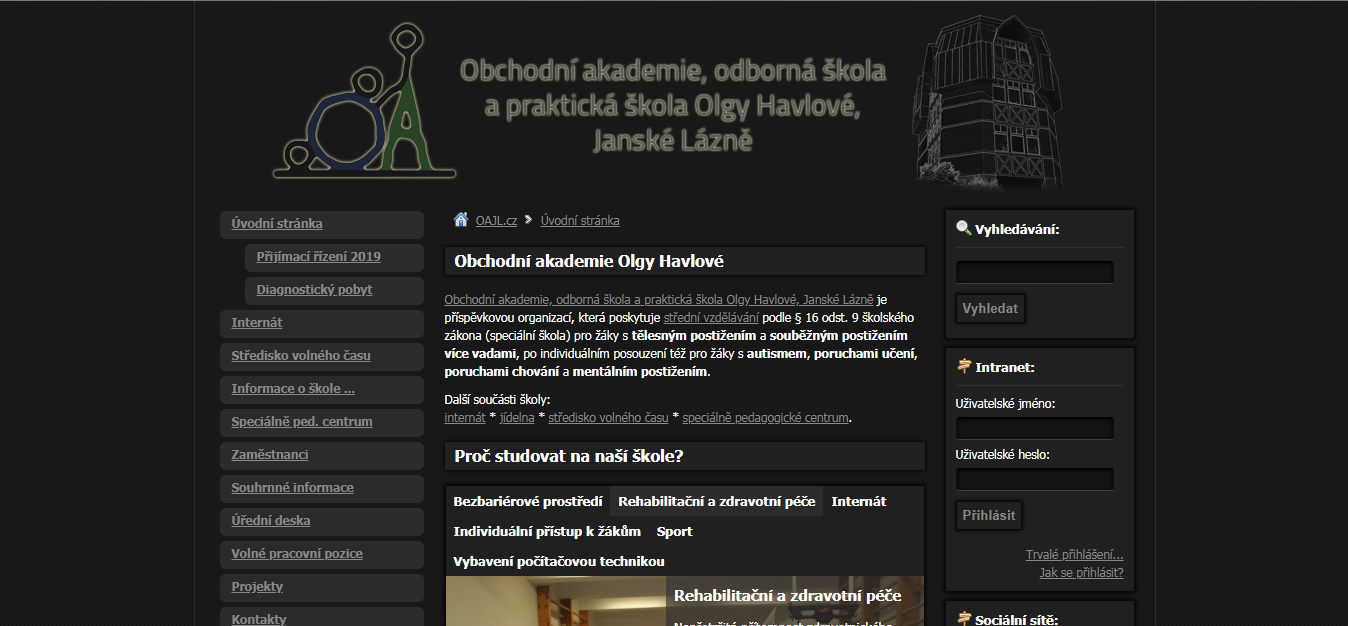 Obchodní akademie, odborná škola
a praktická škola Olgy Havlové,
Janské Lázně
Úvodní stránka
Přijímací řízení 2019
Diagnostický pobyt
Internát
Středisko volného času
Informace o škole ...
Speciálně ped. centrum
Zaměstnanci
Souhrnné informace
Úřední deska
Volné pracovní pozice
Projekty
Kontakty
OAJL.cz Úvodní stránka
Obchodní akademie Olgy Havlové
Obchodní akademie, odborná škola a praktická škola Olgy Havlové, Janské Lázně je
příspěvkovou organizací, která poskytuje střední vzdělávání podle § 16 odst. 9 školského
zákona (speciální škola) pro žáky s tělesným postižením a souběžným postižením
více vadami, po individuálním posouzení též pro žáky s autismem, poruchami učení,
poruchami chování a mentálním postižením.
Další součásti školy:
internát * jídelna * středisko volného času * speciálně pedagogické centrum.
Proč studovat na naší škole?
Bezbariérové prostředí Rehabilitační a zdravotní péče Internát
Individuální přístup k žákům Sport
Vybavení počítačovou technikou
Rehabilitační a zdravotní péče
Vyhledávání:
Vyhledat
Intranet:
Uživatelské jméno:
Uživatelské heslo:
Přihlásit
Trvalé přihlášení...
Jak se přihlásit?
Sociální sítě: